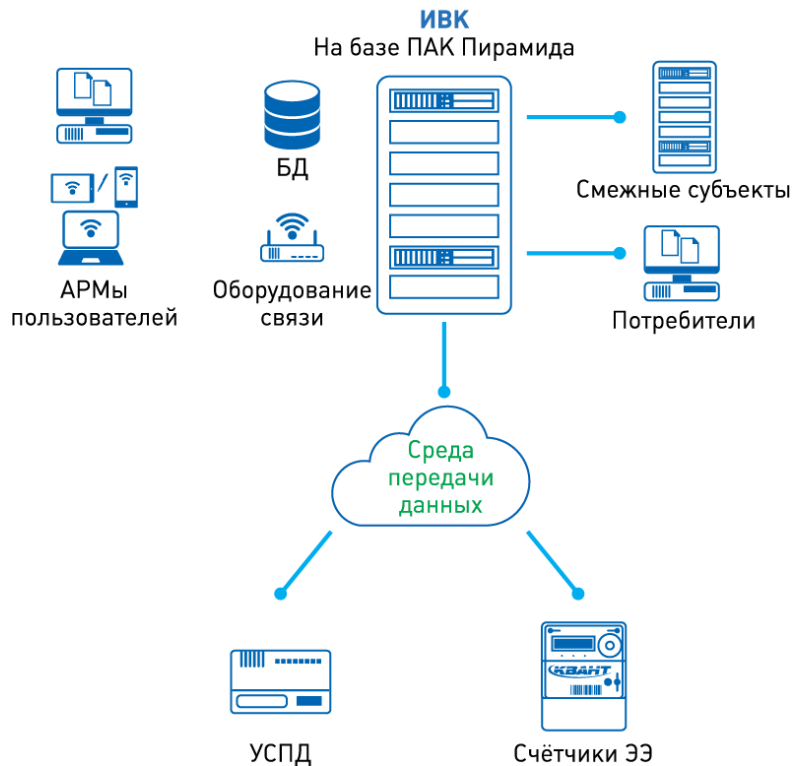 ИВК
На базе ПАК Пирамида
БД
Смежные субъекты
АРМы
пользователей
Оборудование
связи
Потребители
Среда
передачи
данных
КВАНТ
УСПД
Счётчики ЭЭ